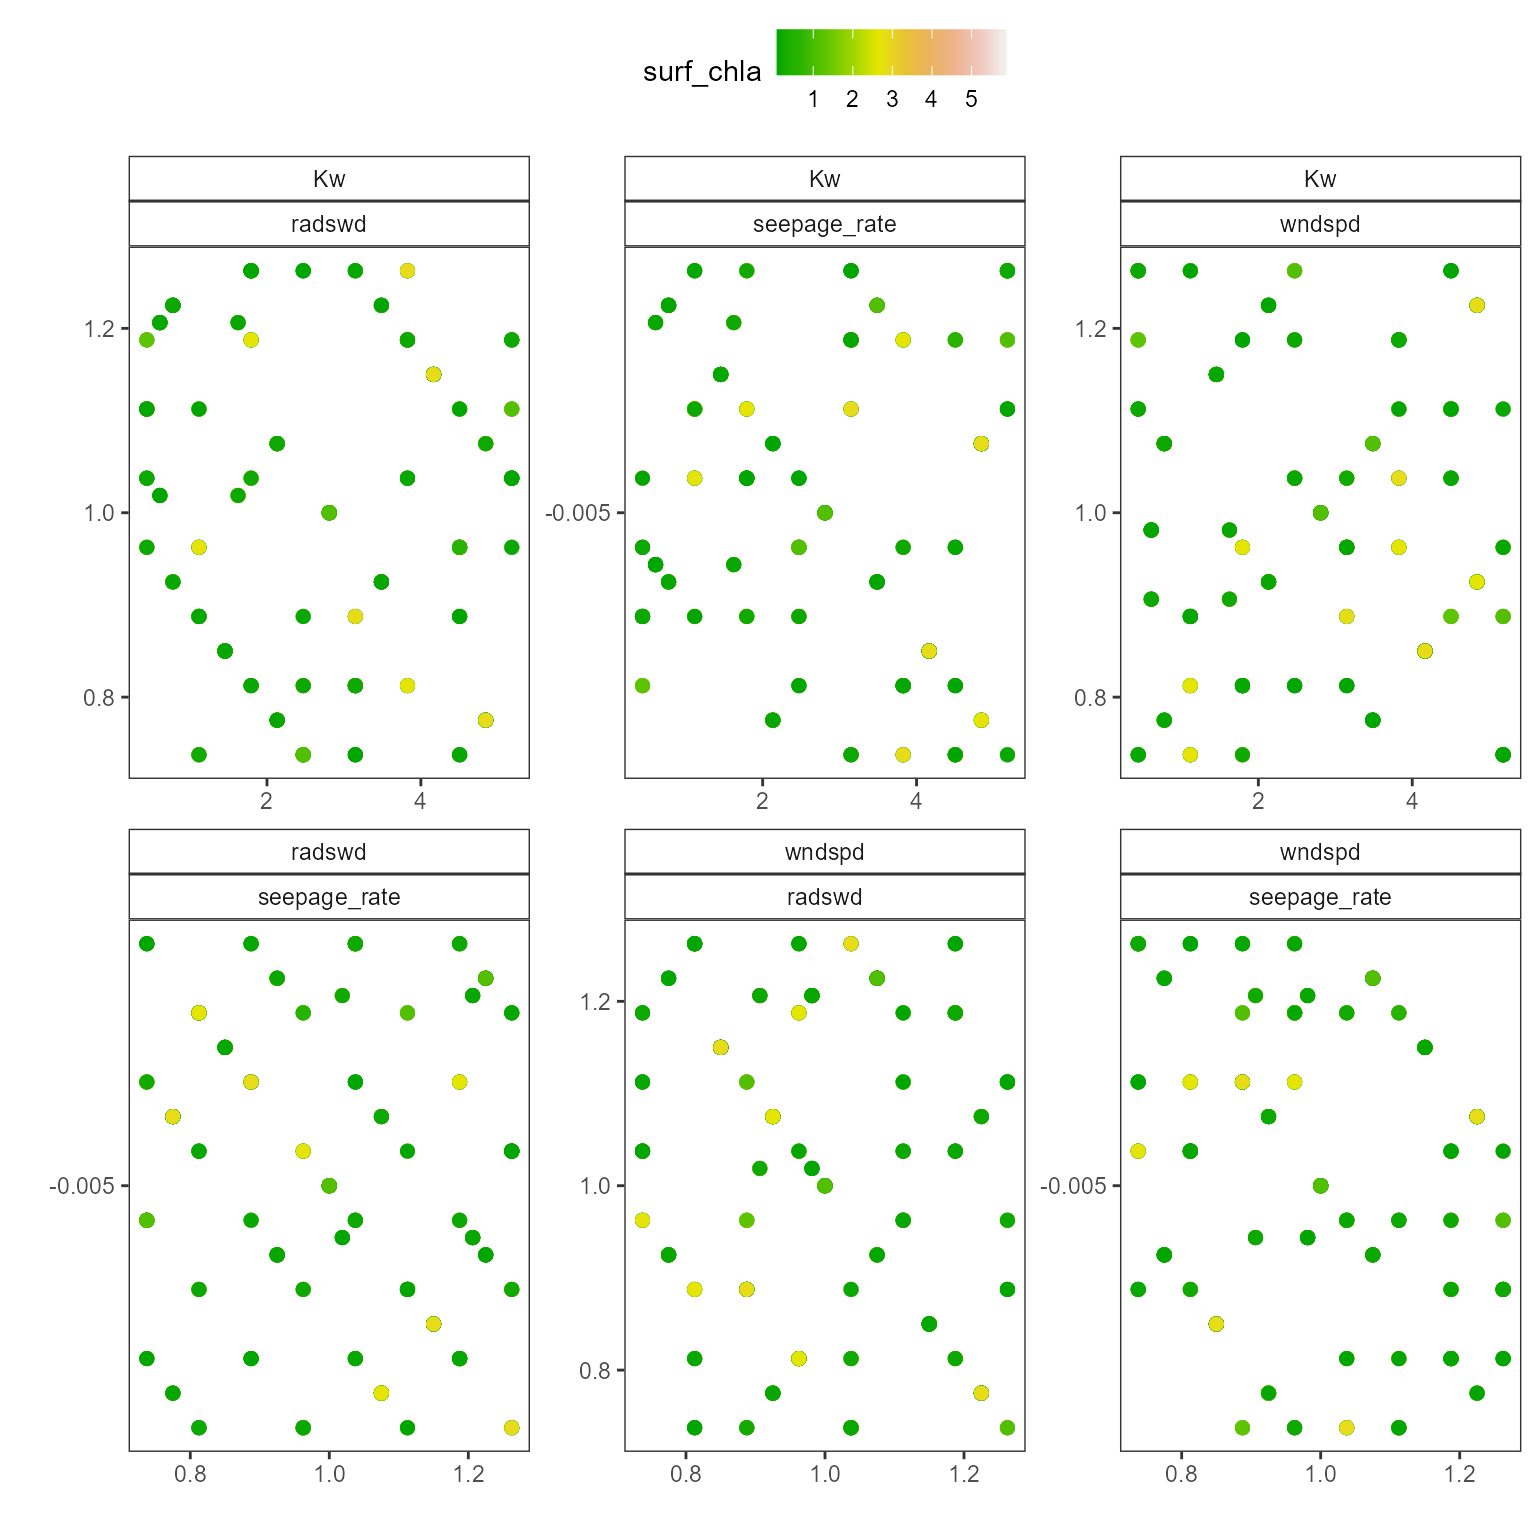 surf_chla
1 2 3 4 5
Kw Kw Kw
radswd seepage_rate wndspd
1.2 1.2
1.0 -0.005 1.0
0.8 0.8
2 4 2 4 2 4
radswd wndspd wndspd
seepage_rate radswd seepage_rate
1.2
-0.005 1.0 -0.005
0.8
0.8 1.0 1.2 0.8 1.0 1.2 0.8 1.0 1.2